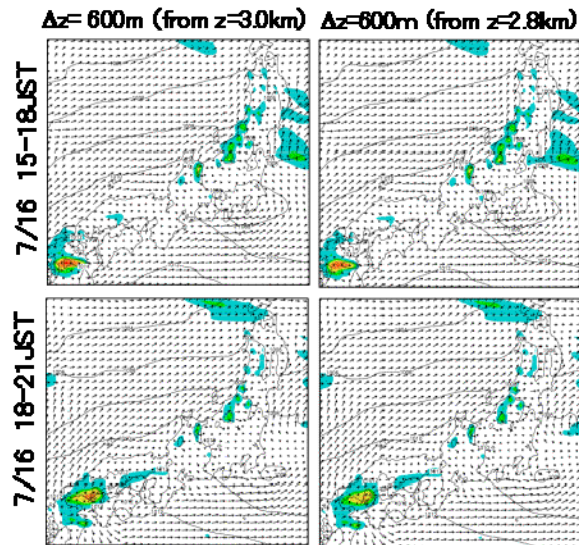 Δz= 600m (from z=3.0km)
Δz=600m (from z=2.8km)
7/16 15-18JST
7/16 18-21JST